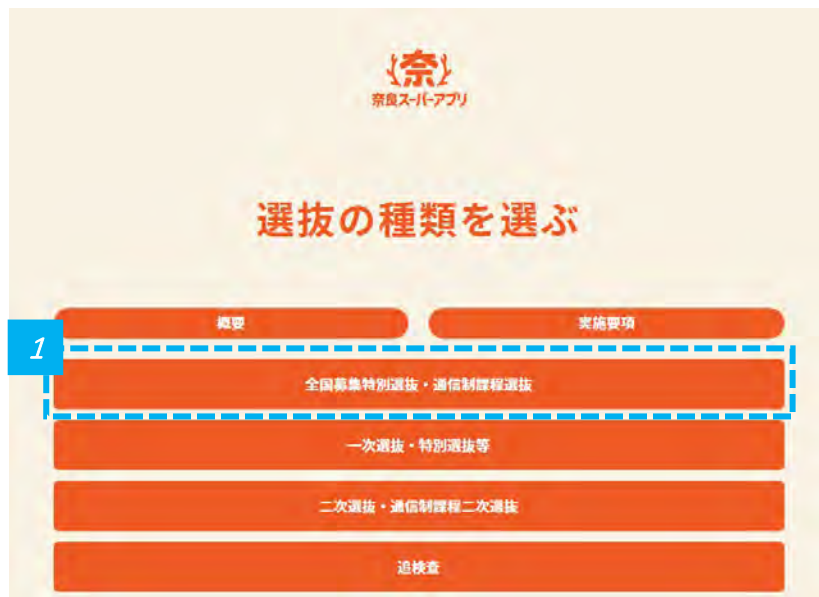 奈
奈良スーパーアプリ
選抜の種類を選ぶ
概要
実施要項
1
全国募集特別選抜・通信制課程選抜
一次選抜・特別選抜等
二次選抜・通信制課程二次選抜
追検査